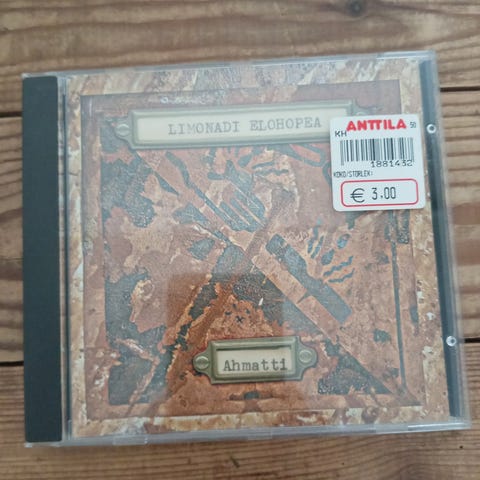 LIMONADI ELOHOPEA
ANTTILA 50
KH
1881432
KOKO/STORLEK:
€ 3,00
Ahmatti